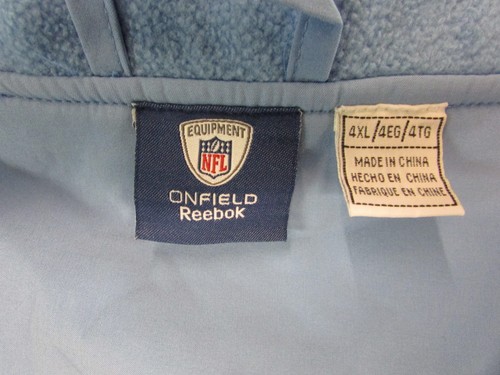 EQUIPMENT
NFL
ONFIELD
Reebok
4XL/4EG/4TG
MADE IN CHINA
HECHO EN CHINA
FABRIQUE EN CHINE